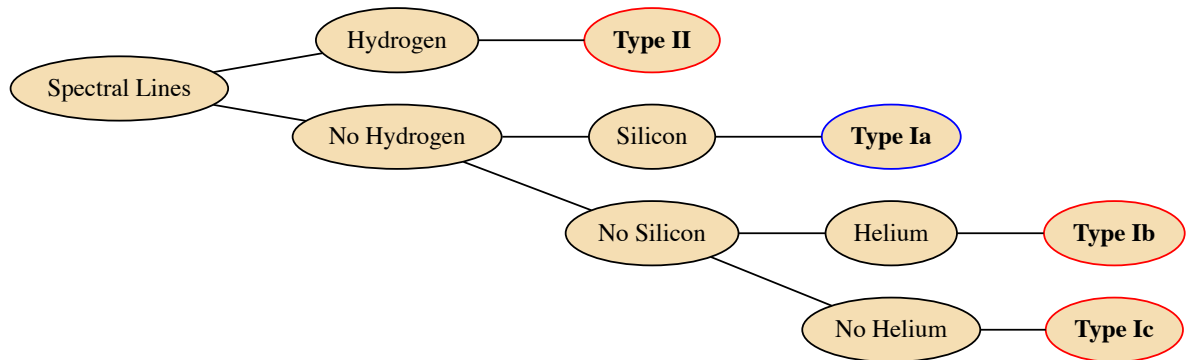 Hydrogen
Type II
Spectral Lines
No Hydrogen
Silicon
Type Ia
No Silicon
Helium
Type Ib
No Helium
Type Ic